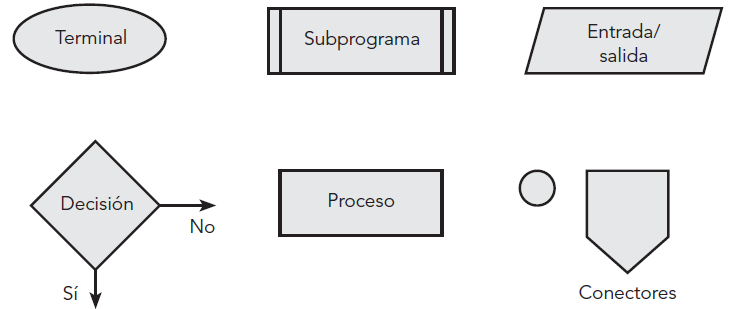 Terminal
Subprograma
Entrada/
salida
Decisión
No
Sí
Proceso
Conectores